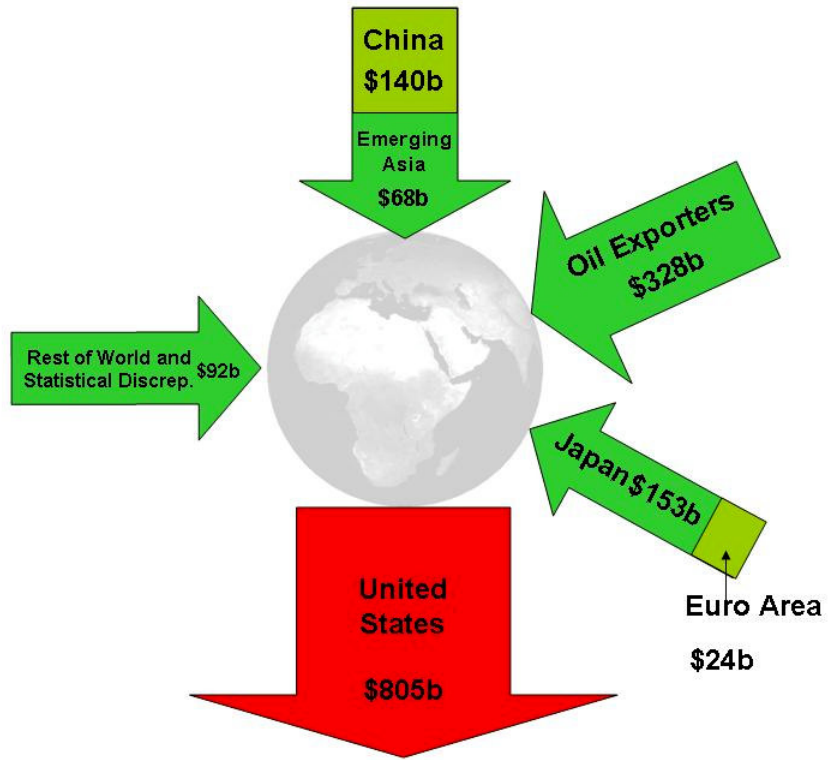 China
$140b
Emerging
Asia
$68b
Oil Exporters
$328b
Rest of World and
Statistical Discrep.
$92b
Japan $153b
Euro Area
$24b
United
States
$805b